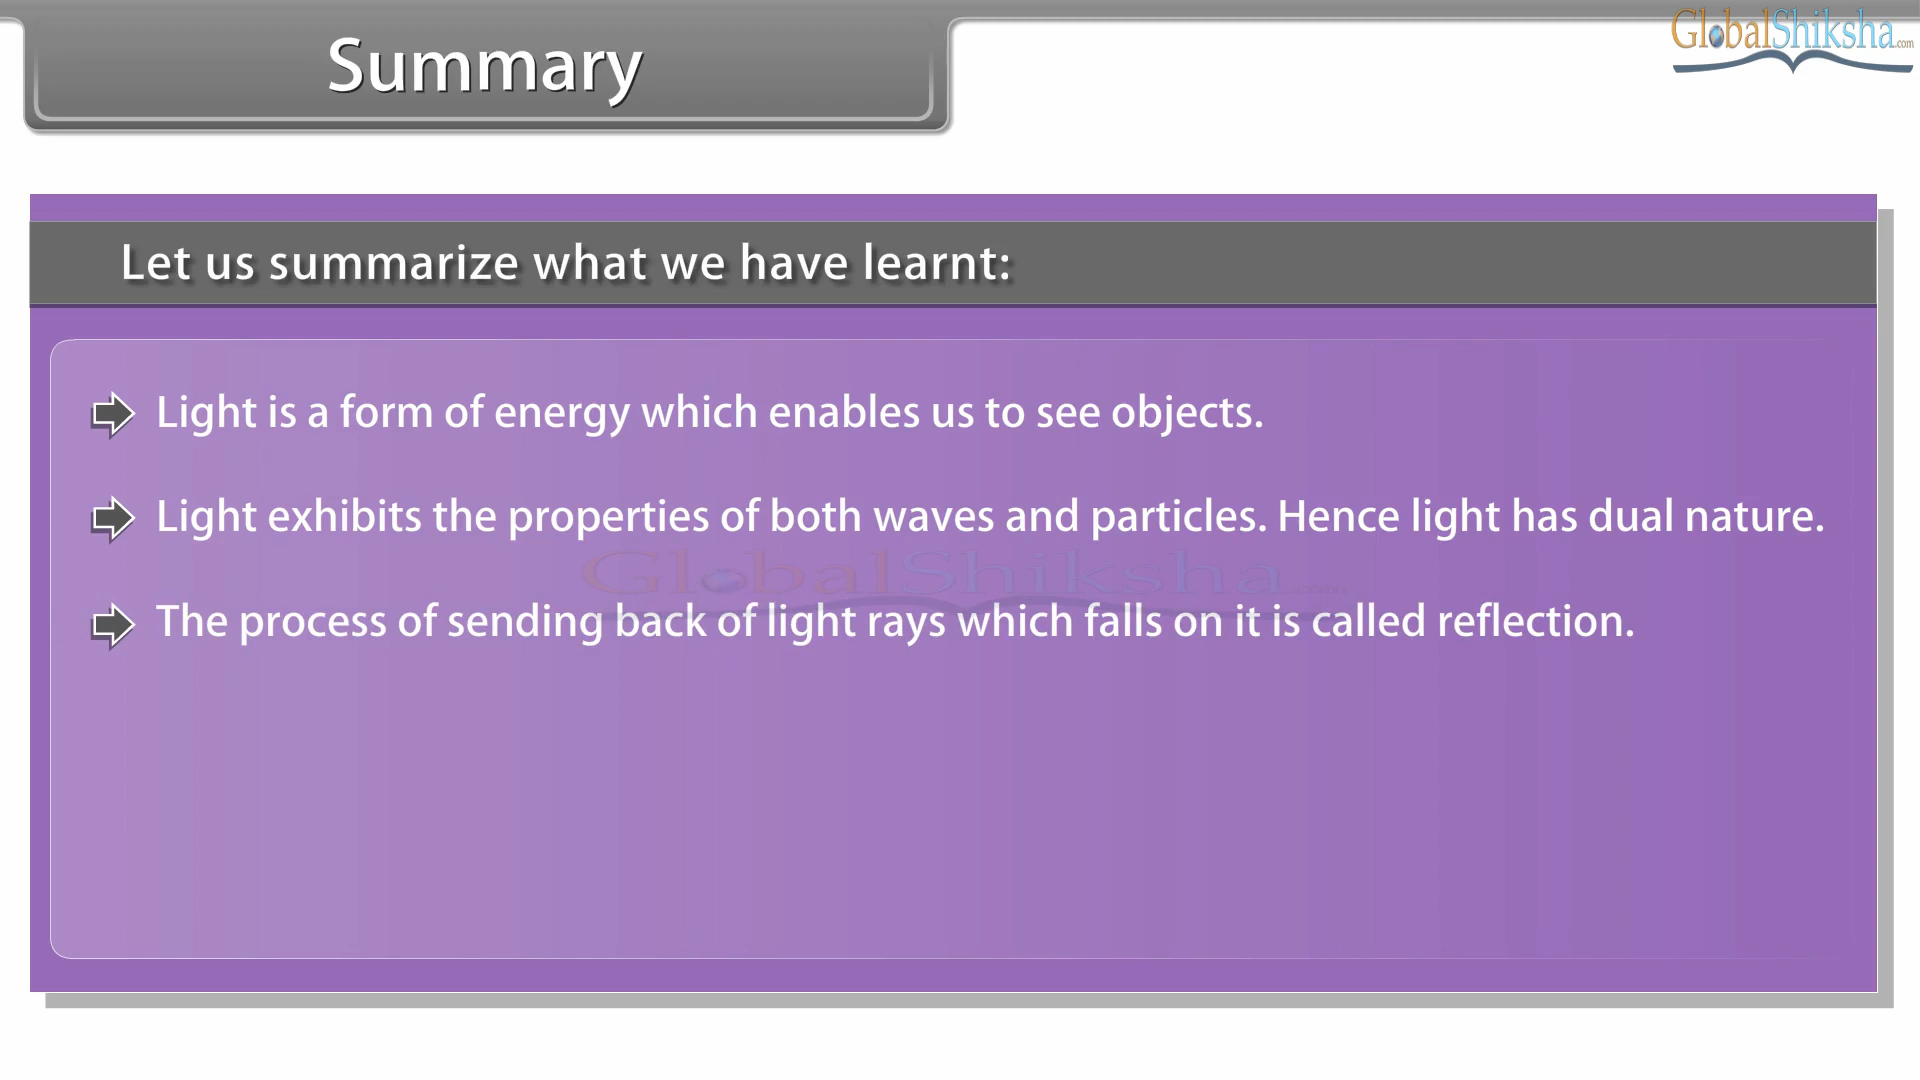 Summary
GlobalShiksha.com
Let us summarize what we have learnt:
Light is a form of energy which enables us to see objects.
Light exhibits the properties of both waves and particles. Hence light has dual nature.
GlobalShiksha.com
The process of sending back of light rays which falls on it is called reflection.